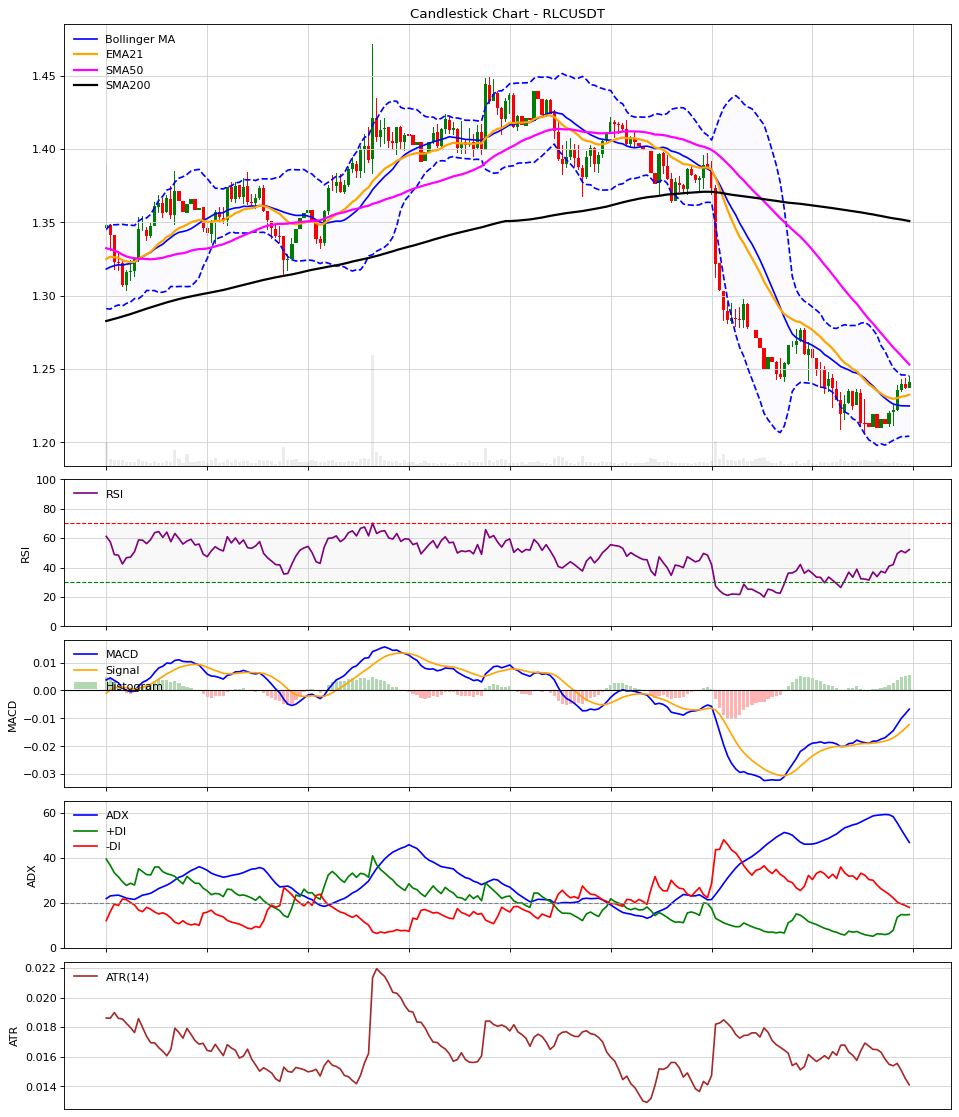 Candlestick Chart - RLCUSDT
Bollinger MA
EMA21
SMA50
SMA200
1.45
1.40
1.35
1.30
1.25
1.20
RSI
RSI
100
80
60
40
20
0
MACD
Signal
Histogram
MACD
0.01
0.00
−0.01
−0.02
−0.03
ADX
+DI
-DI
ADX
60
40
20
0
ATR(14)
ATR
0.022
0.020
0.018
0.016
0.014